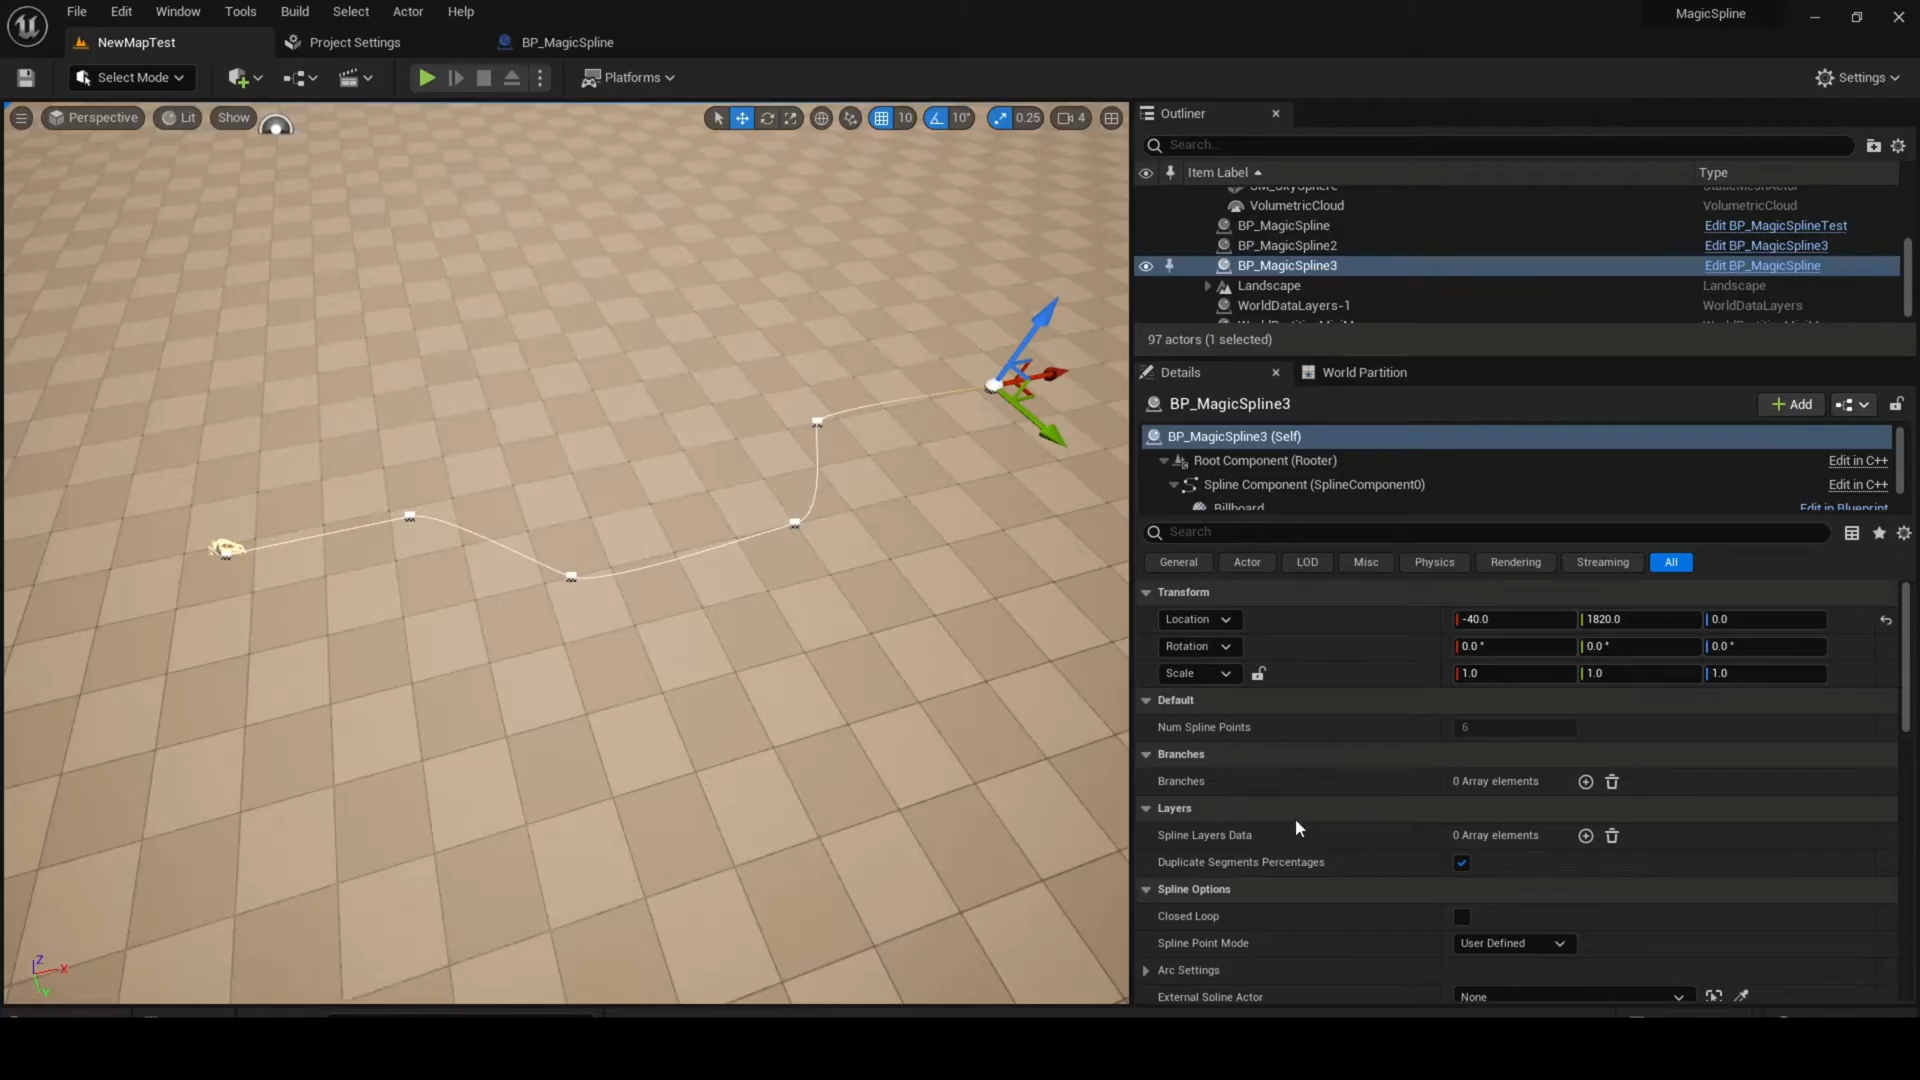 File Edit Window Tools Build Select Actor Help
MagicSpline
NewMapTest
Project Settings
BP_MagicSpline
Select Mode
Platforms
Settings
Perspective
Lit
Show
10
10°
0.25
4
Outliner
Search...
Item Label
Type
SM_SkySphere StaticMeshActor
VolumetricCloud VolumetricCloud
BP_MagicSpline Edit BP_MagicSplineTest
BP_MagicSpline2 Edit BP_MagicSpline3
BP_MagicSpline3 Edit BP_MagicSpline
Landscape Landscape
WorldDataLayers-1 WorldDataLayers
97 actors (1 selected)
Details
World Partition
BP_MagicSpline3
Add
BP_MagicSpline3 (Self)
Root Component (Rooter) Edit in C++
Spline Component (SplineComponent0) Edit in C++
Billboard Edit in Blueprint
Search
General Actor LOD Misc Physics Rendering Streaming All
Transform
Location -40.0 1820.0 0.0
Rotation 0.0 ° 0.0 ° 0.0 °
Scale 1.0 1.0 1.0
Default
Num Spline Points 6
Branches
Branches 0 Array elements
Layers
Spline Layers Data 0 Array elements
Duplicate Segments Percentages
Spline Options
Closed Loop
Spline Point Mode User Defined
Arc Settings
External Spline Actor None
Z
X
Y